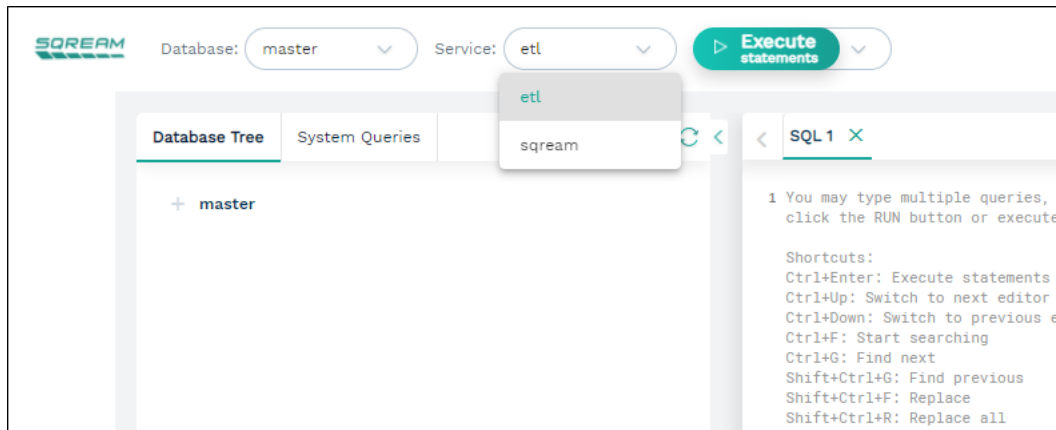 SQREAM Database: master Service: etl Execute
statements
etl
sqream
Database Tree System Queries
master
SQL 1
1 You may type multiple queries,
click the RUN button or execute
Shortcuts:
Ctrl+Enter: Execute statements
Ctrl+Up: Switch to next editor
Ctrl+Down: Switch to previous e
Ctrl+F: Start searching
Ctrl+G: Find next
Shift+Ctrl+G: Find previous
Shift+Ctrl+F: Replace
Shift+Ctrl+R: Replace all